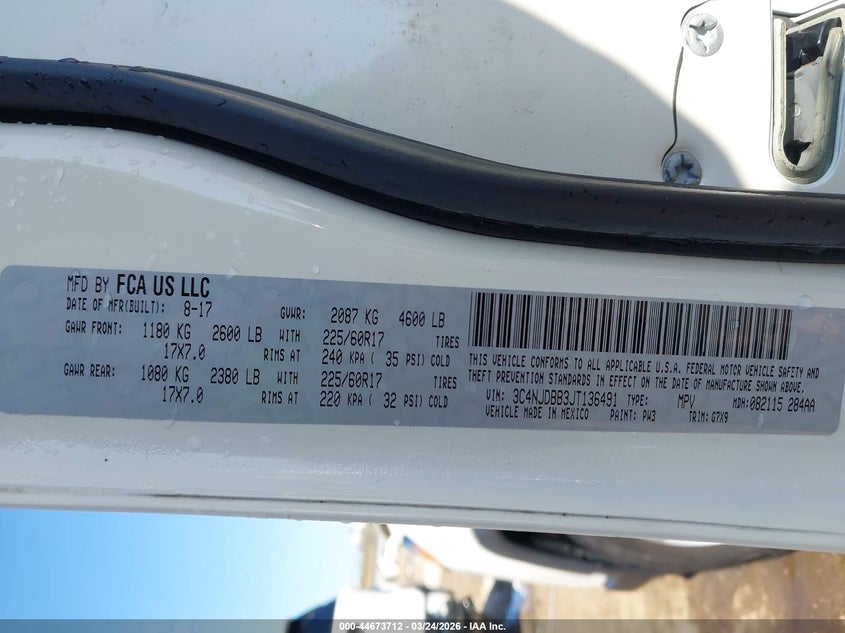 MFD BY FCA US LLC
DATE OF MFR(BUILT): 8-17 GVWR: 2087 KG 4600 LB
GAWR FRONT: 1180 KG 2600 LB WITH 225/60R17 TIRES
17X7.0 RIMS AT 240 KPA ( 35 PSI) COLD
GAWR REAR: 1080 KG 2380 LB WITH 225/60R17 TIRES
17X7.0 RIMS AT 220 KPA ( 32 PSI) COLD
THIS VEHICLE CONFORMS TO ALL APPLICABLE U.S.A. FEDERAL MOTOR VEHICLE SAFETY AND
THEFT PREVENTION STANDARDS IN EFFECT ON THE DATE OF MANUFACTURE SHOWN ABOVE.
VIN: 3C4NJDBB3JT136491 TYPE: MPV MDH:082115 284AA
VEHICLE MADE IN MEXICO PAINT: PW3 TRIM: G7X9
000-44673712 - 03/24/2026 - IAA, Inc.